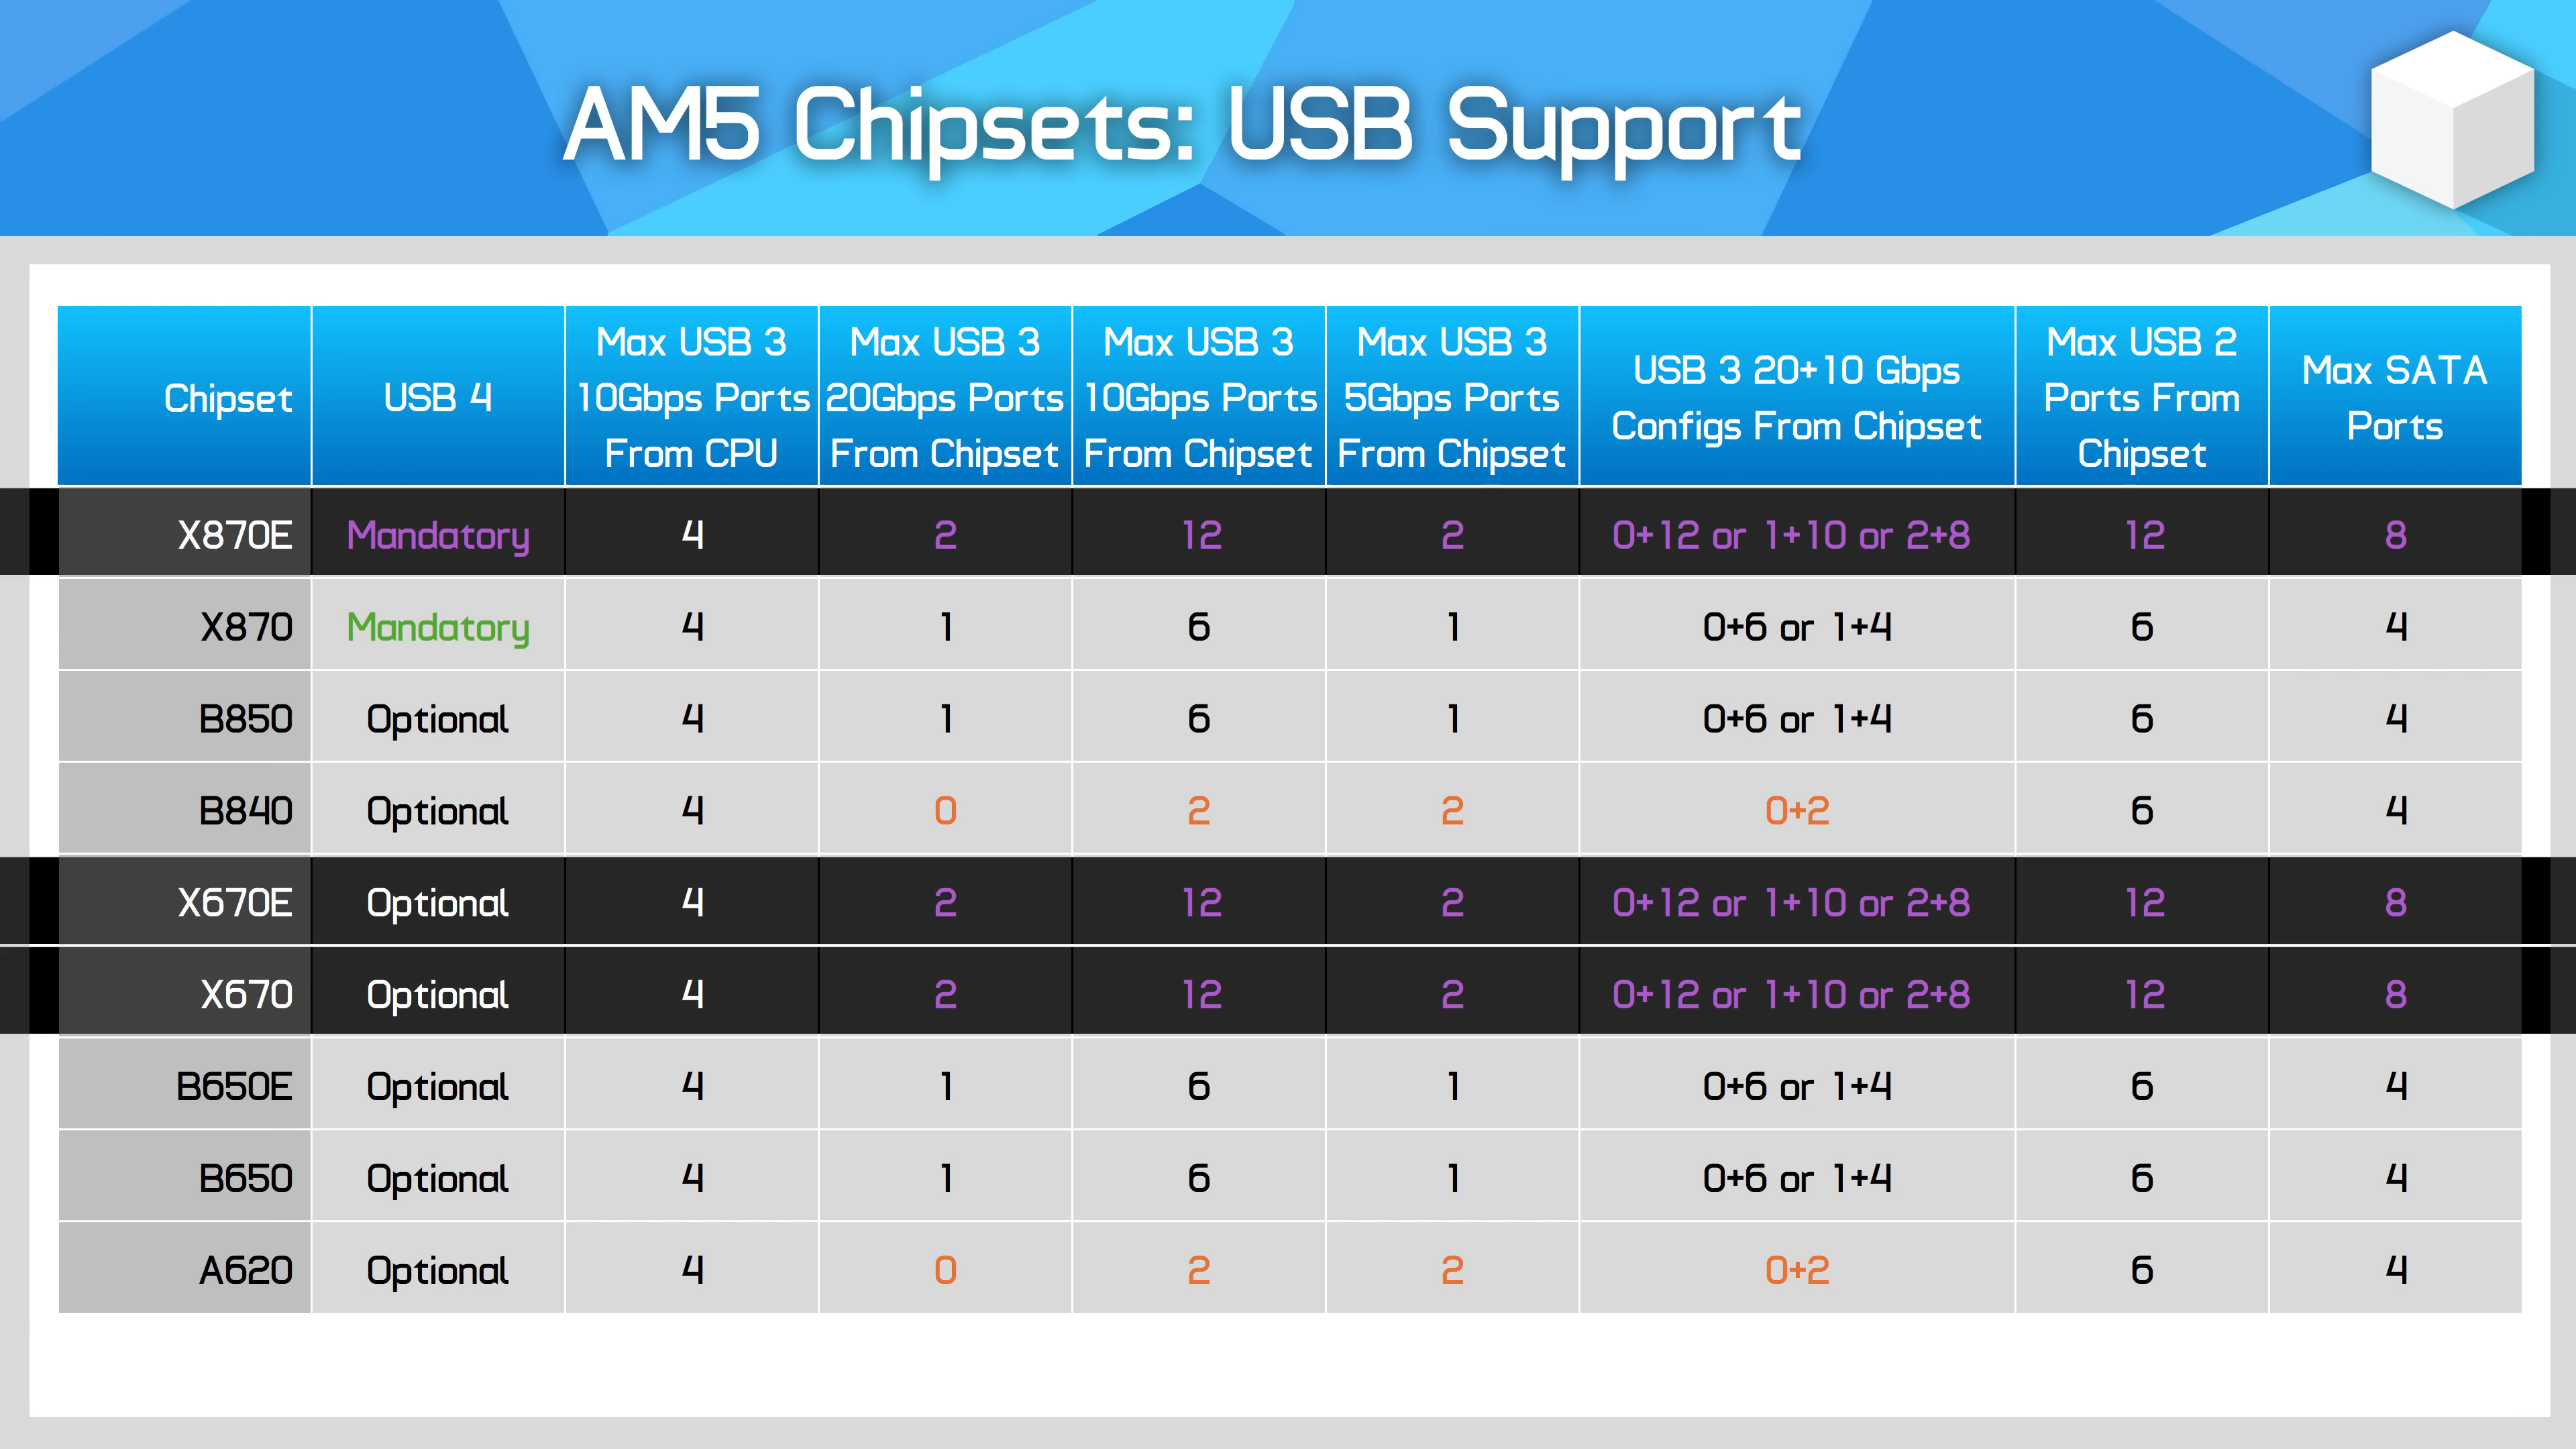 AM5 Chipsets: USB Support
Chipset
USB 4
Max USB 3
10Gbps Ports
From CPU
Max USB 3
20Gbps Ports
From Chipset
Max USB 3
10Gbps Ports
From Chipset
Max USB 3
5Gbps Ports
From Chipset
USB 3 20+10 Gbps
Configs From Chipset
Max USB 2
Ports From
Chipset
Max SATA
Ports
X870E Mandatory 4 2 12 2 0+12 or 1+10 or 2+8 12 8
X870 Mandatory 4 1 6 1 0+6 or 1+4 6 4
B850 Optional 4 1 6 1 0+6 or 1+4 6 4
B840 Optional 4 0 2 2 0+2 6 4
X670E Optional 4 2 12 2 0+12 or 1+10 or 2+8 12 8
X670 Optional 4 2 12 2 0+12 or 1+10 or 2+8 12 8
B650E Optional 4 1 6 1 0+6 or 1+4 6 4
B650 Optional 4 1 6 1 0+6 or 1+4 6 4
A620 Optional 4 0 2 2 0+2 6 4